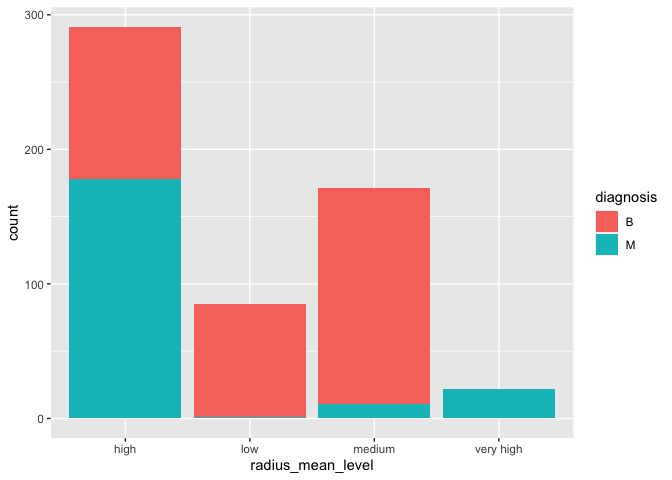 300
200
100
0
count
high low medium very high
radius_mean_level
diagnosis
B
M